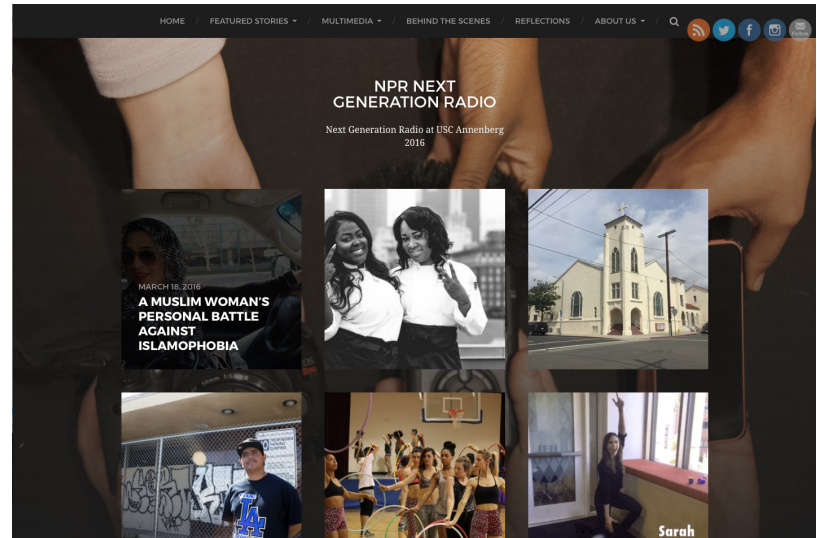 HOME / FEATURED STORIES / MULTIMEDIA / BEHIND THE SCENES / REFLECTIONS / ABOUT US /
Follow
NPR NEXT
GENERATION RADIO
Next Generation Radio at USC Annenberg
2016
MARCH 18, 2016
A MUSLIM WOMAN'S
PERSONAL BATTLE
AGAINST
ISLAMOPHOBIA
LA
Sarah